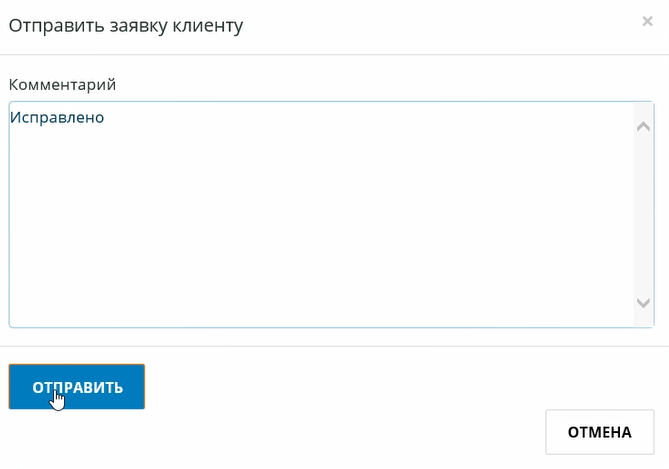 Отправить заявку клиенту
Комментарий
Исправлено
ОТПРАВИТЬ
ОТМЕНА